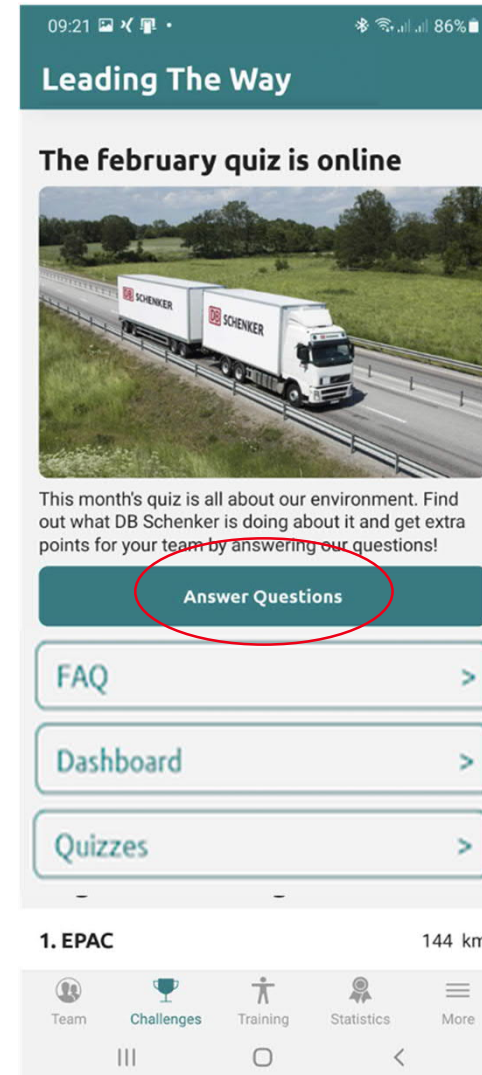 09:21
86%
Leading The Way
The february quiz is online
DB SCHENKER
DB SCHENKER
This month's quiz is all about our environment. Find
out what DB Schenker is doing about it and get extra
points for your team by answering our questions!
Answer Questions
FAQ >
Dashboard >
Quizzes >
1. EPAC 144 km
Team Challenges Training Statistics More